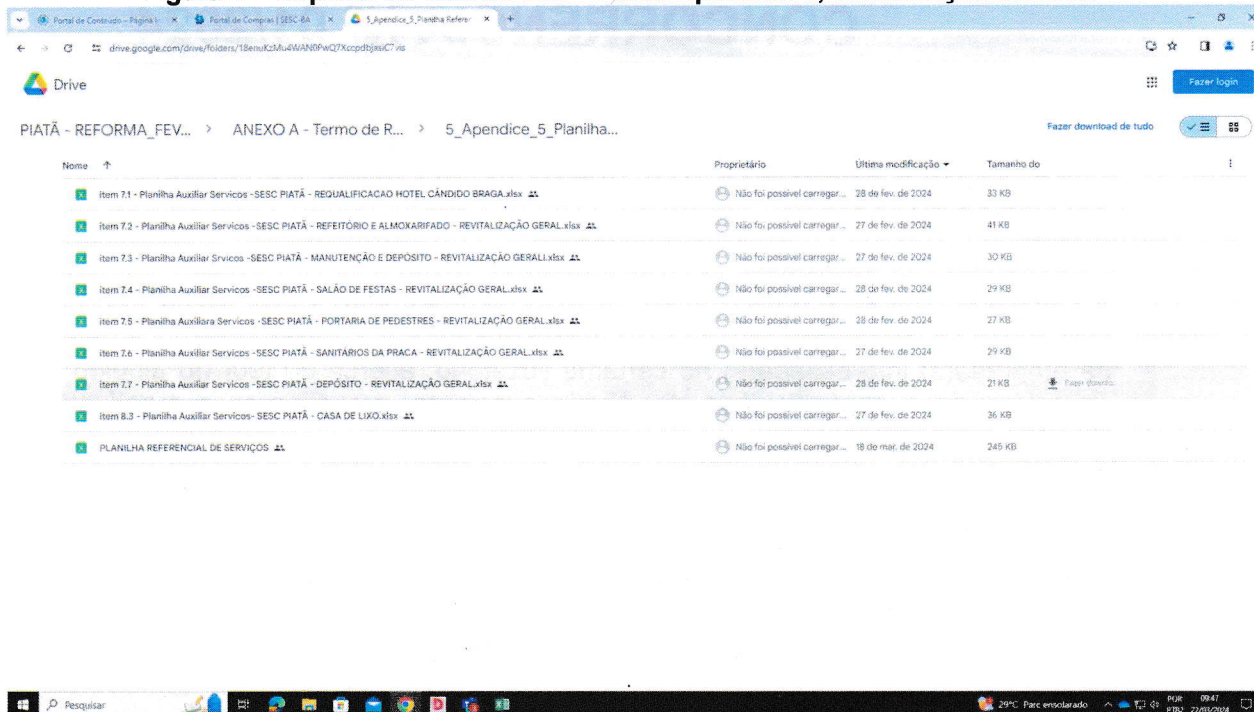 Portal de Conteúdo – Página In
Portal de Compras | SESC-BA
5_Apendice_5_Planilha Referer
drive.google.com/drive/folders/18enuKzMu4WAN8PwQ7XccpdbjasiC7vis
Drive
Fazer login
PIATÃ - REFORMA_FEV... > ANEXO A - Termo de R... > 5_Apendice_5_Planilha...
Fazer download de tudo
Nome Proprietário Última modificação Tamanho do
item 7.1 - Planilha Auxiliar Servicos -SESC PIATÃ - REQUALIFICACAO HOTEL CÂNDIDO BRAGA.xlsx Não foi possível carregar... 28 de fev. de 2024 33 KB
item 7.2 - Planilha Auxiliar Servicos -SESC PIATÃ - REFEITÓRIO E ALMOXARIFADO - REVITALIZAÇÃO GERAL.xlsx Não foi possível carregar... 27 de fev. de 2024 41 KB
item 7.3 - Planilha Auxiliar Srvicos -SESC PIATÃ - MANUTENÇÃO E DEPÓSITO - REVITALIZAÇÃO GERALI.xlsx Não foi possível carregar... 27 de fev. de 2024 30 KB
item 7.4 - Planilha Auxiliar Servicos -SESC PIATÃ - SALÃO DE FESTAS - REVITALIZAÇÃO GERAL.xlsx Não foi possível carregar... 28 de fev. de 2024 29 KB
item 7.5 - Planilha Auxiliara Servicos -SESC PIATÃ - PORTARIA DE PEDESTRES - REVITALIZAÇÃO GERAL.xlsx Não foi possível carregar... 28 de fev. de 2024 27 KB
item 7.6 - Planilha Auxiliar Servicos -SESC PIATÃ - SANITÁRIOS DA PRACA - REVITALIZAÇÃO GERAL.xlsx Não foi possível carregar... 27 de fev. de 2024 29 KB
item 7.7 - Planilha Auxiliar Servicos -SESC PIATÃ - DEPÓSITO - REVITALIZAÇÃO GERAL.xlsx Não foi possível carregar... 28 de fev. de 2024 21 KB
item 8.3 - Planilha Auxiliar Servicos- SESC PIATÃ - CASA DE LIXO.xlsx Não foi possível carregar... 27 de fev. de 2024 36 KB
PLANILHA REFERENCIAL DE SERVIÇOS Não foi possível carregar... 18 de mar. de 2024 245 KB
Pesquisar
29°C Parc ensolarado
POR 09:47
PTB2 22/03/2024